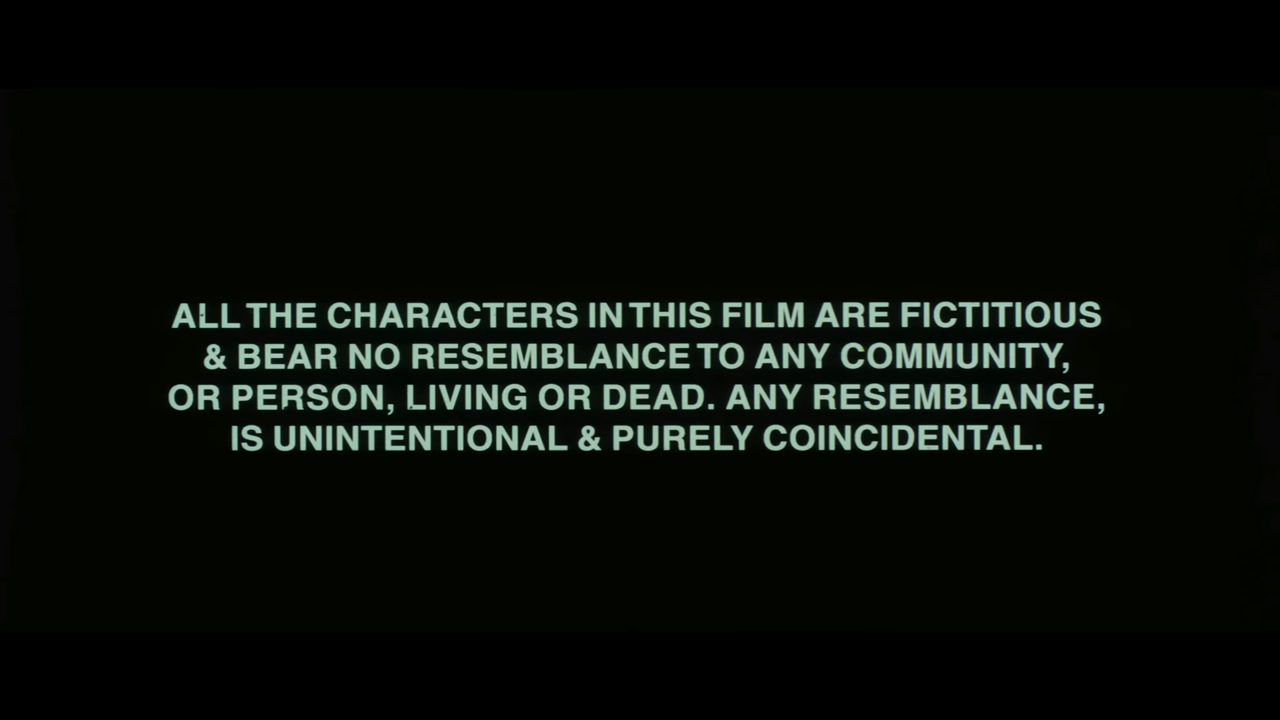 ALL THE CHARACTERS IN THIS FILM ARE FICTITIOUS
& BEAR NO RESEMBLANCE TO ANY COMMUNITY,
OR PERSON, LIVING OR DEAD. ANY RESEMBLANCE,
IS UNINTENTIONAL & PURELY COINCIDENTAL.